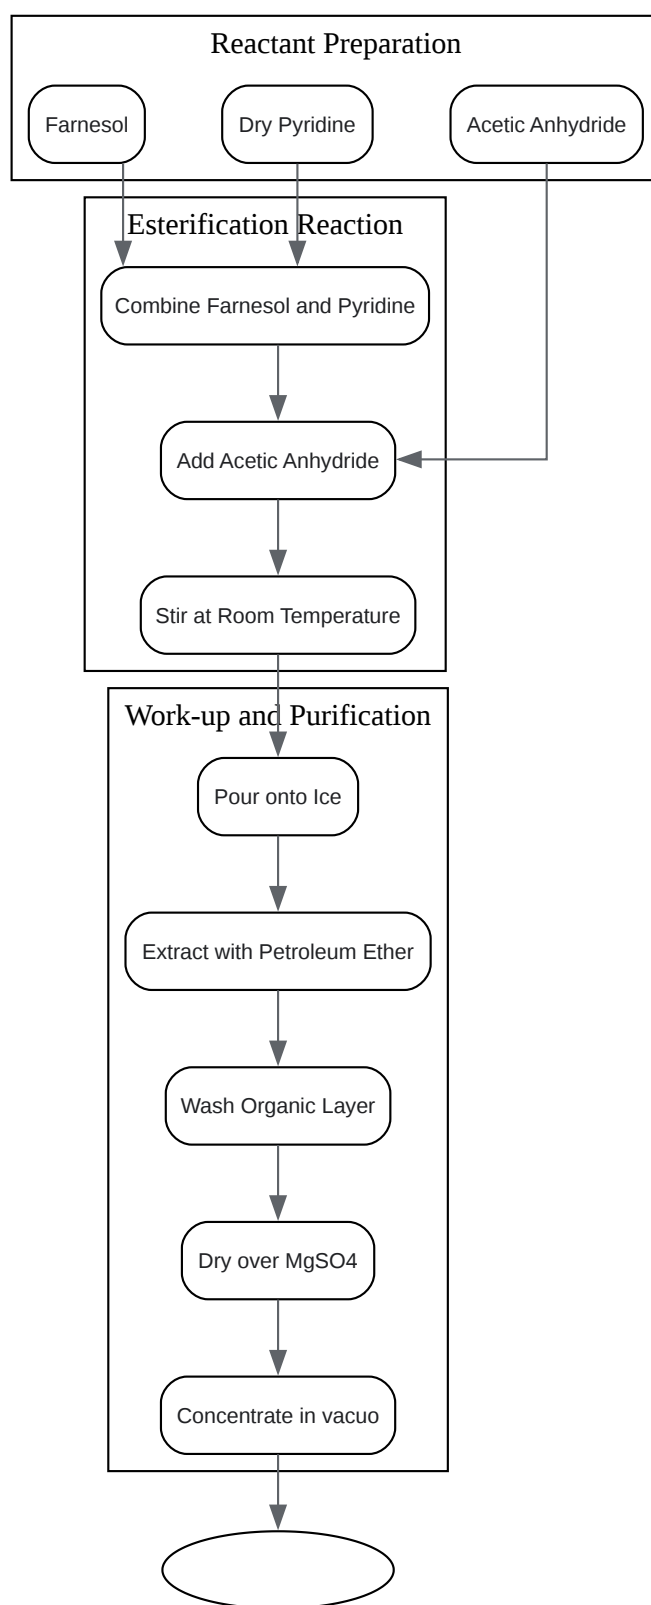 Reactant Preparation
Farnesol
Dry Pyridine
Acetic Anhydride
Esterification Reaction
Combine Farnesol and Pyridine
Add Acetic Anhydride
Stir at Room Temperature
Work-up and Purification
Pour onto Ice
Extract with Petroleum Ether
Wash Organic Layer
Dry over MgSO4
Concentrate in vacuo